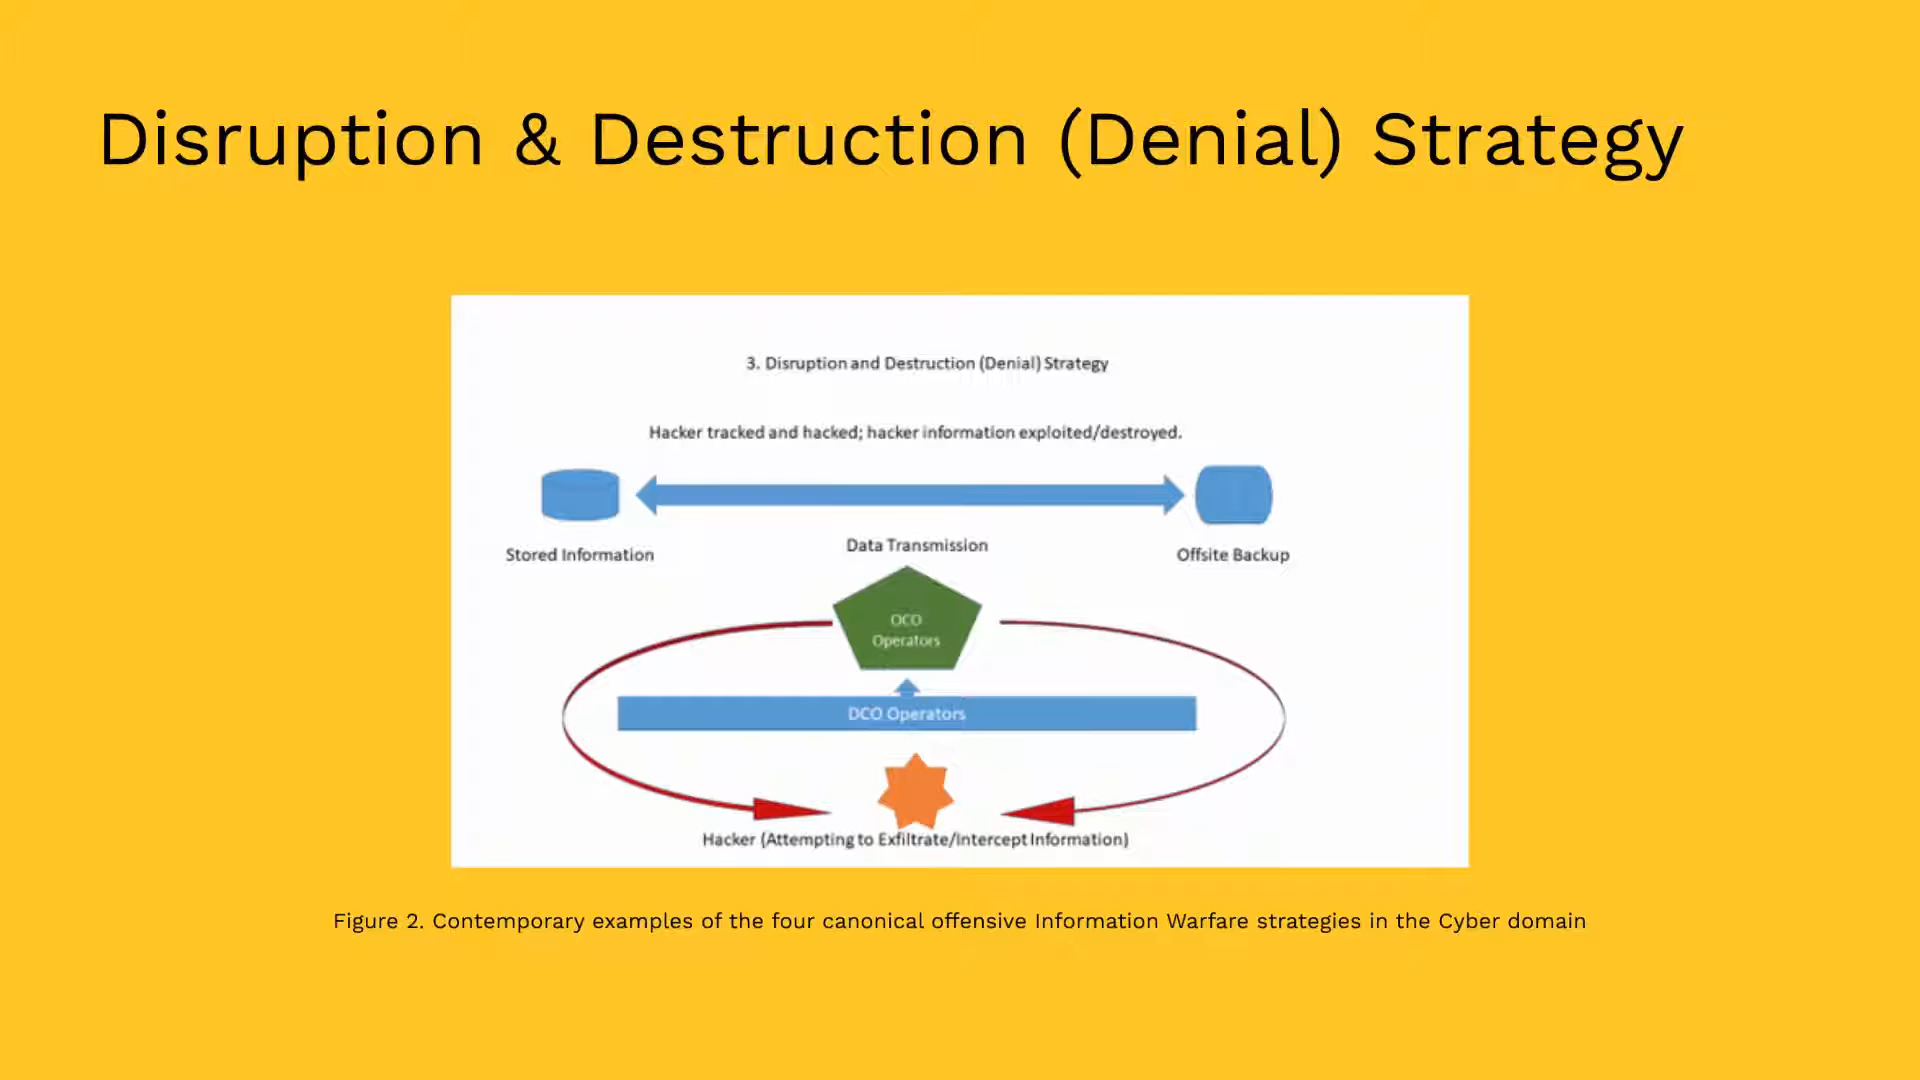 Disruption & Destruction (Denial) Strategy
3. Disruption and Destruction (Denial) Strategy
Hacker tracked and hacked; hacker information exploited/destroyed.
Stored Information
Data Transmission
Offsite Backup
OCO
Operators
DCO Operators
Hacker (Attempting to Exfiltrate/Intercept Information)
Figure 2. Contemporary examples of the four canonical offensive Information Warfare strategies in the Cyber domain